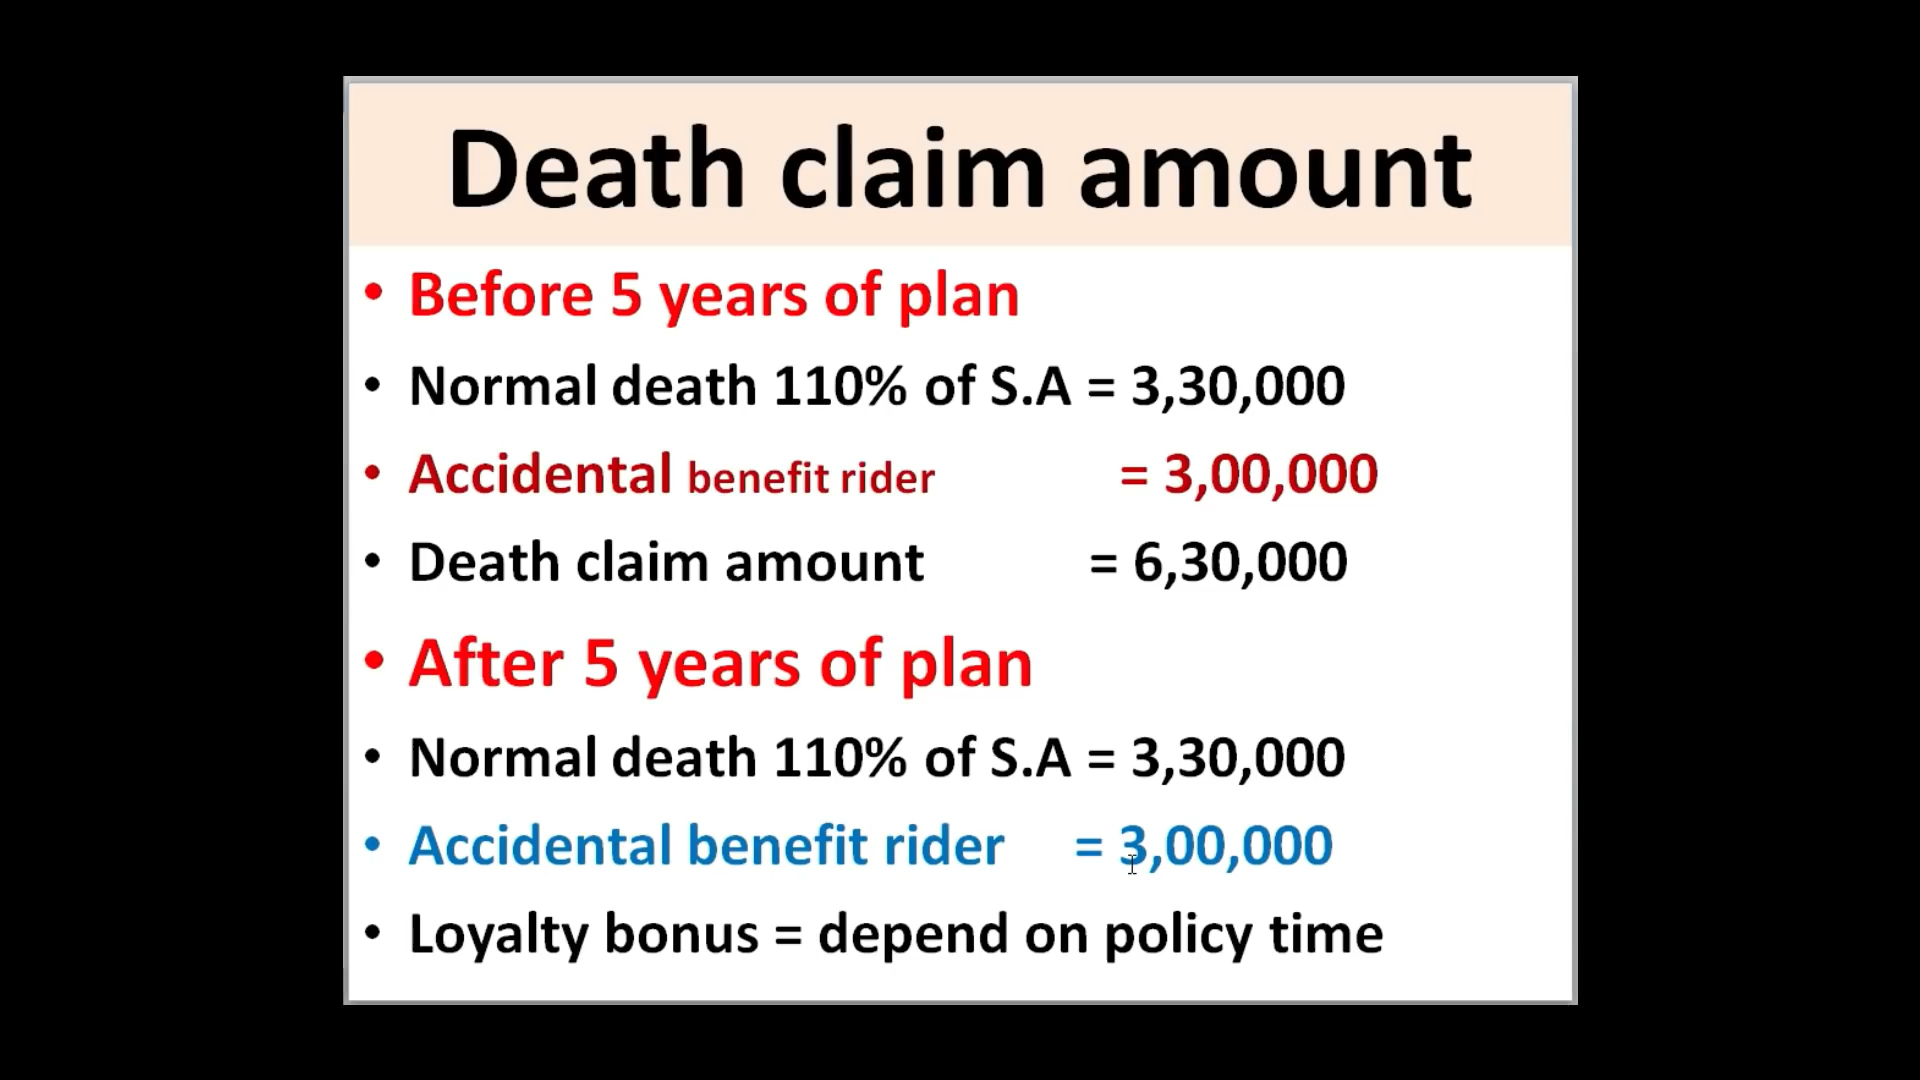 Death claim amount
• Before 5 years of plan
• Normal death 110% of S.A = 3,30,000
• Accidental benefit rider = 3,00,000
• Death claim amount = 6,30,000
• After 5 years of plan
• Normal death 110% of S.A = 3,30,000
• Accidental benefit rider = 3,00,000
• Loyalty bonus = depend on policy time